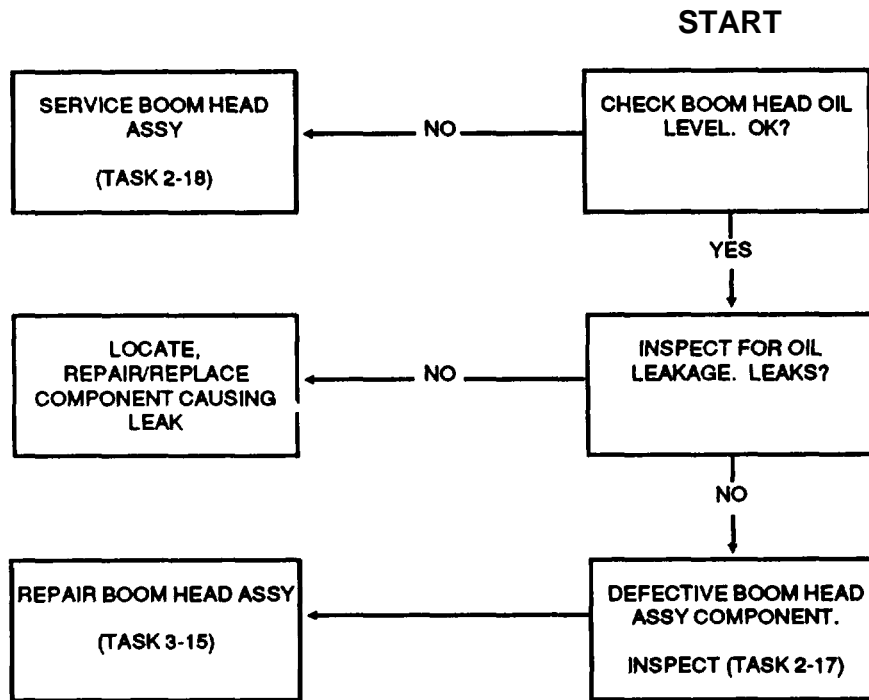 START
CHECK BOOM HEAD OIL
LEVEL. OK?
NO
SERVICE BOOM HEAD
ASSY
(TASK 2-18)
YES
INSPECT FOR OIL
LEAKAGE. LEAKS?
NO
LOCATE,
REPAIR/REPLACE
COMPONENT CAUSING
LEAK
NO
DEFECTIVE BOOM HEAD
ASSY COMPONENT.
INSPECT (TASK 2-17)
REPAIR BOOM HEAD ASSY
(TASK 3-15)